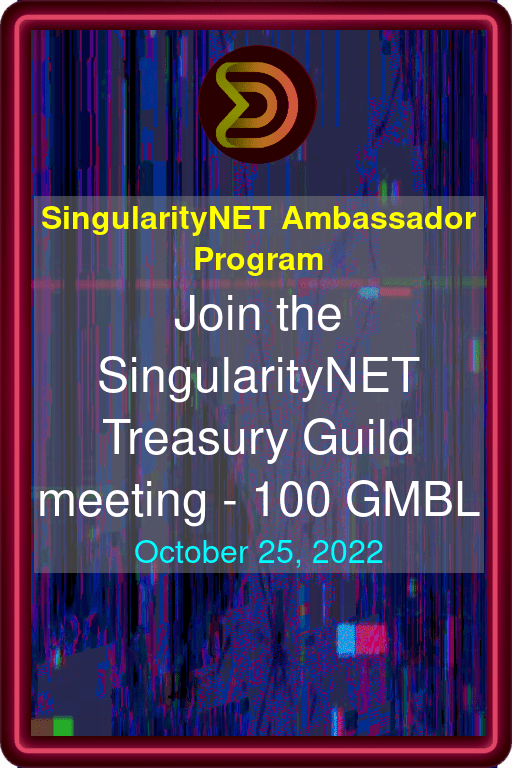 SingularityNET Ambassador
Program
Join the
SingularityNET
Treasury Guild
meeting - 100 GMBL
October 25, 2022